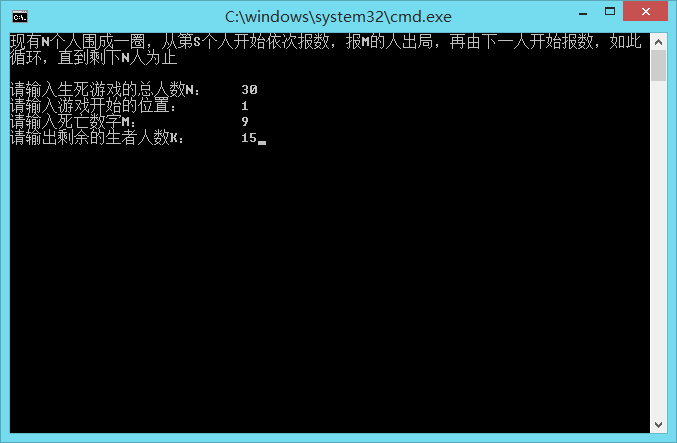 C:\windows\system32\cmd.exe
现有N个人围成一圈，从第S个人开始依次报数，报M的人出局，再由下一人开始报数，如此
循环，直到剩下N人为止
请输入生死游戏的总人数N： 30
请输入游戏开始的位置： 1
请输入死亡数字M： 9
请输出剩余的生者人数K： 15